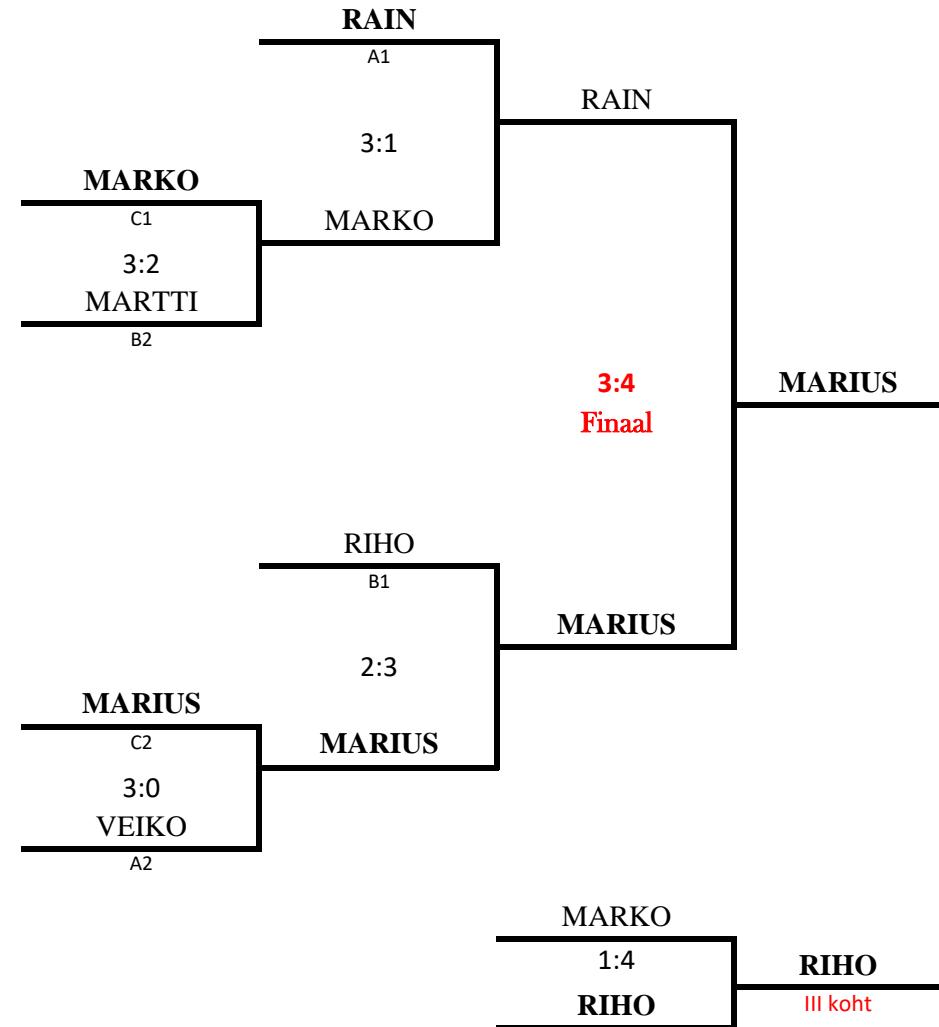 RAIN
A1
RAIN
3:1
MARKO
C1
MARKO
3:2
MARTTI
B2
3:4
MARIUS
Finaal
RIHO
B1
MARIUS
2:3
MARIUS
C2
MARIUS
3:0
VEIKO
A2
MARKO
1:4
RIHO
RIHO
III koht